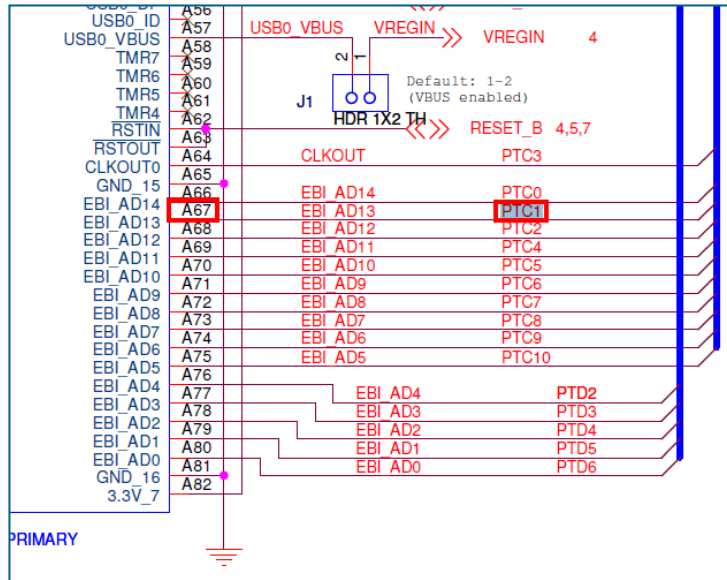 A56
USB0_ID
A57 USB0_VBUS VREGIN VREGIN 4
USB0_VBUS
A58
TMR7
A59
TMR6
A60
TMR5
A61
TMR4
A62
2 1
J1
Default: 1-2
(VBUS enabled)
HDR 1X2 TH
RSTIN
RESET_B 4,5,7
A63
RSTOUT
A64 CLKOUT PTC3
CLKOUT0
A65
GND_15
A66 EBI_AD14 PTC0
EBI_AD14
A67 EBI_AD13 PTC1
EBI_AD13
A68 EBI_AD12 PTC2
EBI_AD12
A69 EBI_AD11 PTC4
EBI_AD11
A70 EBI_AD10 PTC5
EBI_AD10
A71 EBI_AD9 PTC6
EBI_AD9
A72 EBI_AD8 PTC7
EBI_AD8
A73 EBI_AD7 PTC8
EBI_AD7
A74 EBI_AD6 PTC9
EBI_AD6
A75 EBI_AD5 PTC10
EBI_AD5
A76
EBI_AD4
A77 EBI_AD4 PTD2
EBI_AD3
A78 EBI_AD3 PTD3
EBI_AD2
A79 EBI_AD2 PTD4
EBI_AD1
A80 EBI_AD1 PTD5
EBI_AD0
A81 EBI_AD0 PTD6
GND_16
A82
3.3V_7
PRIMARY